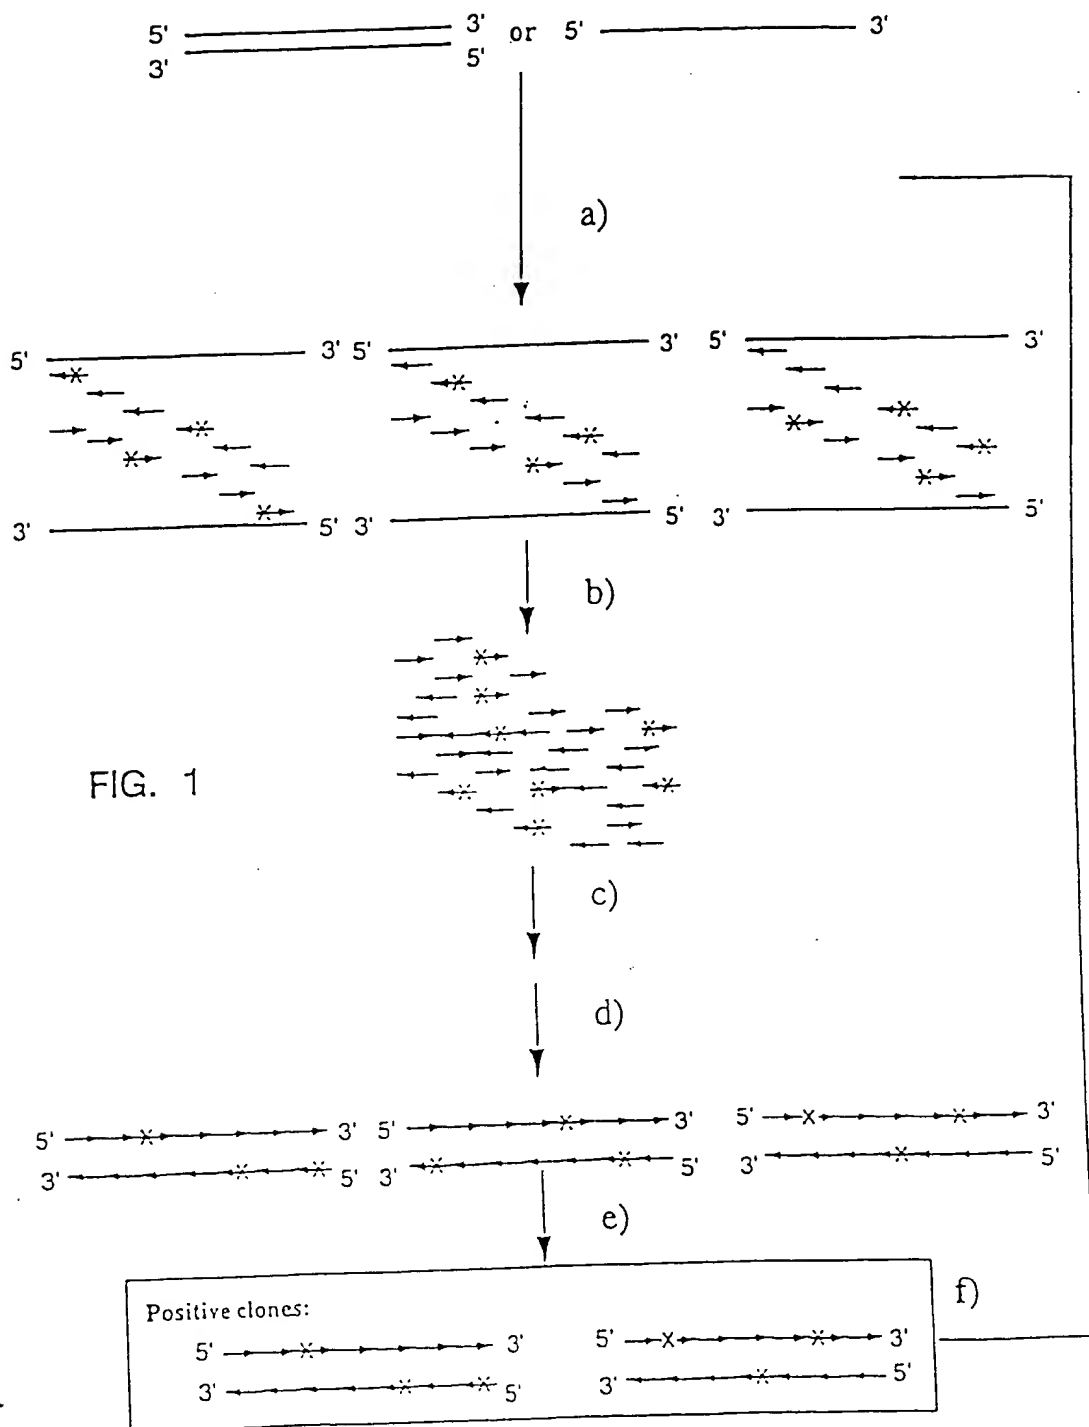 5' 3' or 5' 3'
3' 5'
a)
5' 3' 5' 3' 5' 3'
3' 5' 3' 5' 3' 5'
b)
FIG. 1
c)
d)
5' 3' 5' 3' 5' 3'
3' 5' 3' 5' 3' 5'
e)
f)
Positive clones:
5' 3' 5' 3'
3' 5' 3' 5'